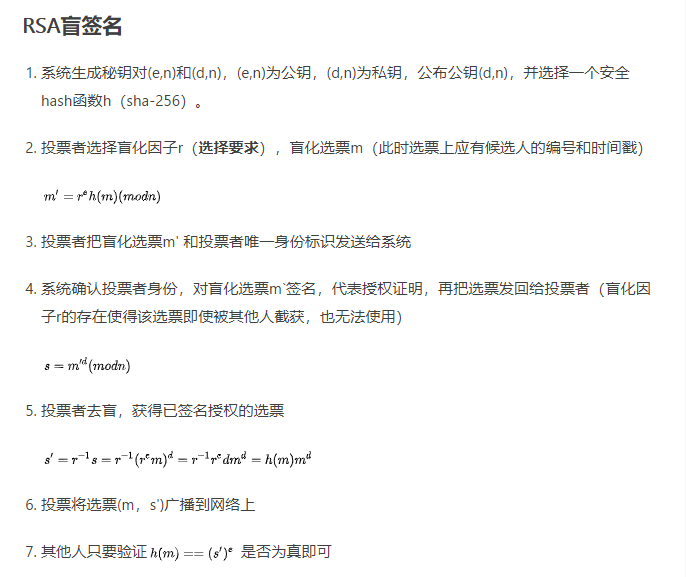 RSA盲签名
1. 系统生成秘钥对(e,n)和(d,n)，(e,n)为公钥，(d,n)为私钥，公布公钥(d,n)，并选择一个安全
hash函数h（sha-256）。
2. 投票者选择盲化因子r（选择要求），盲化选票m（此时选票上应有候选人的编号和时间戳）
m′ = rᵉh(m)(modn)
3. 投票者把盲化选票m' 和投票者唯一身份标识发送给系统
4. 系统确认投票者身份，对盲化选票m`签名，代表授权证明，再把选票发回给投票者（盲化因
子r的存在使得该选票即使被其他人截获，也无法使用）
s = m′ᵈ(modn)
5. 投票者去盲，获得已签名授权的选票
s′ = r⁻¹s = r⁻¹(rᵉm)ᵈ = r⁻¹rᵉdmᵈ = h(m)mᵈ
6. 投票将选票(m，s')广播到网络上
7. 其他人只要验证 h(m) == (s′)ᵉ 是否为真即可